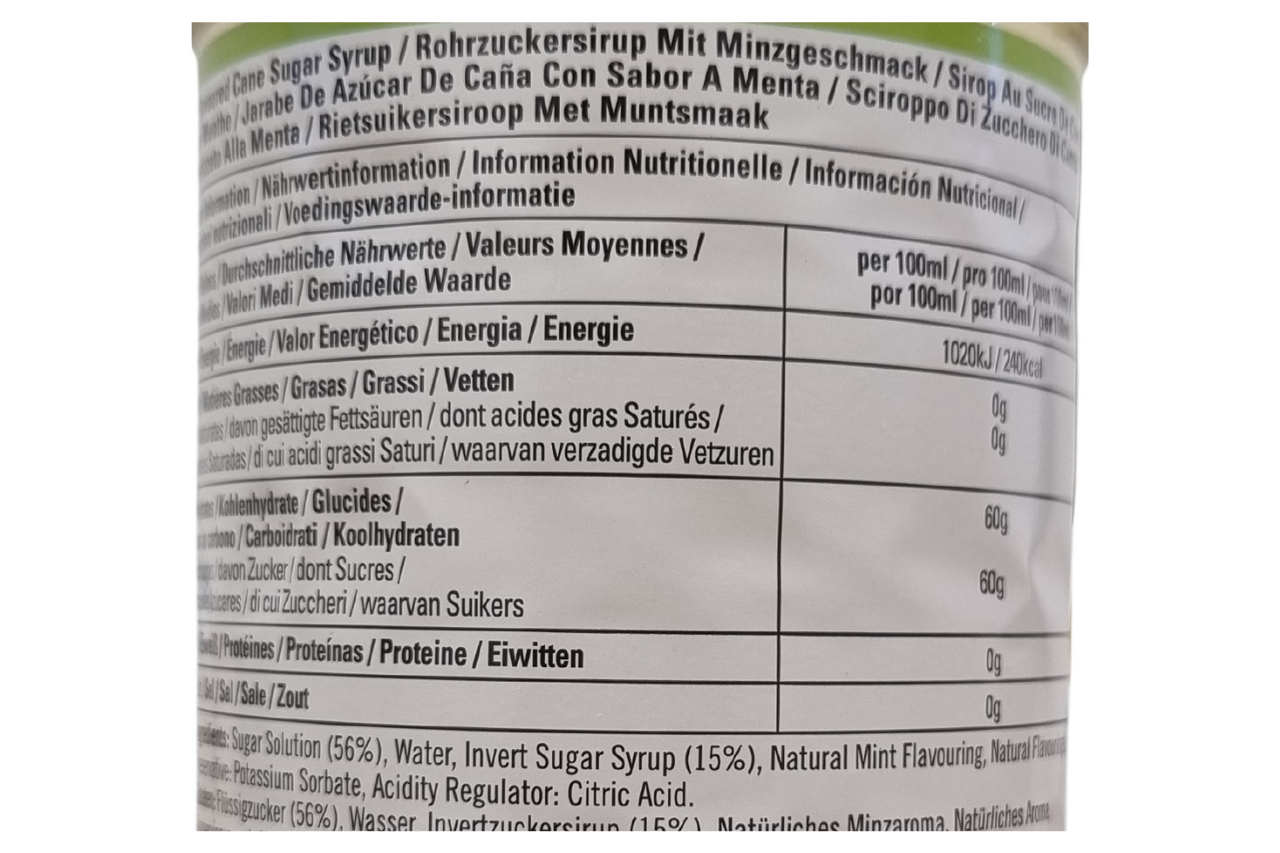 Cane Sugar Syrup / Rohrzuckersirup Mit Minzgeschmack / Sirop Au Sucre De
/ Jarabe De Azúcar De Caña Con Sabor A Menta / Sciroppo Di Zucchero Di
Alla Menta / Rietsuikersiroop Met Muntsmaak
/ Nährwertinformation / Information Nutritionelle / Información Nutricional /
/ Voedingswaarde-informatie
/ Durchschnittliche Nährwerte / Valeurs Moyennes /
/ Valori Medi / Gemiddelde Waarde
per 100ml / pro 100ml /
por 100ml / per 100ml /
/ Énergie / Valor Energético / Energia / Energie
1020kJ / 240kcal
Grasses / Grasas / Grassi / Vetten
0g
/ davon gesättigte Fettsäuren / dont acides gras Saturés /
0g
/ di cui acidi grassi Saturi / waarvan verzadigde Vetzuren
/ Kohlenhydrate / Glucides /
60g
/ Carboidrati / Koolhydraten
davon Zucker / dont Sucres /
60g
/ di cui Zuccheri / waarvan Suikers
/ Protéines / Proteínas / Proteine / Eiwitten
0g
/ Sal / Sale / Zout
0g
Sugar Solution (56%), Water, Invert Sugar Syrup (15%), Natural Mint Flavouring, Natural
Potassium Sorbate, Acidity Regulator: Citric Acid.
Flüssigzucker (56%), Wasser, Invertzuckersirup (15%), Natürliches Minzaroma, Natürliches Aroma,